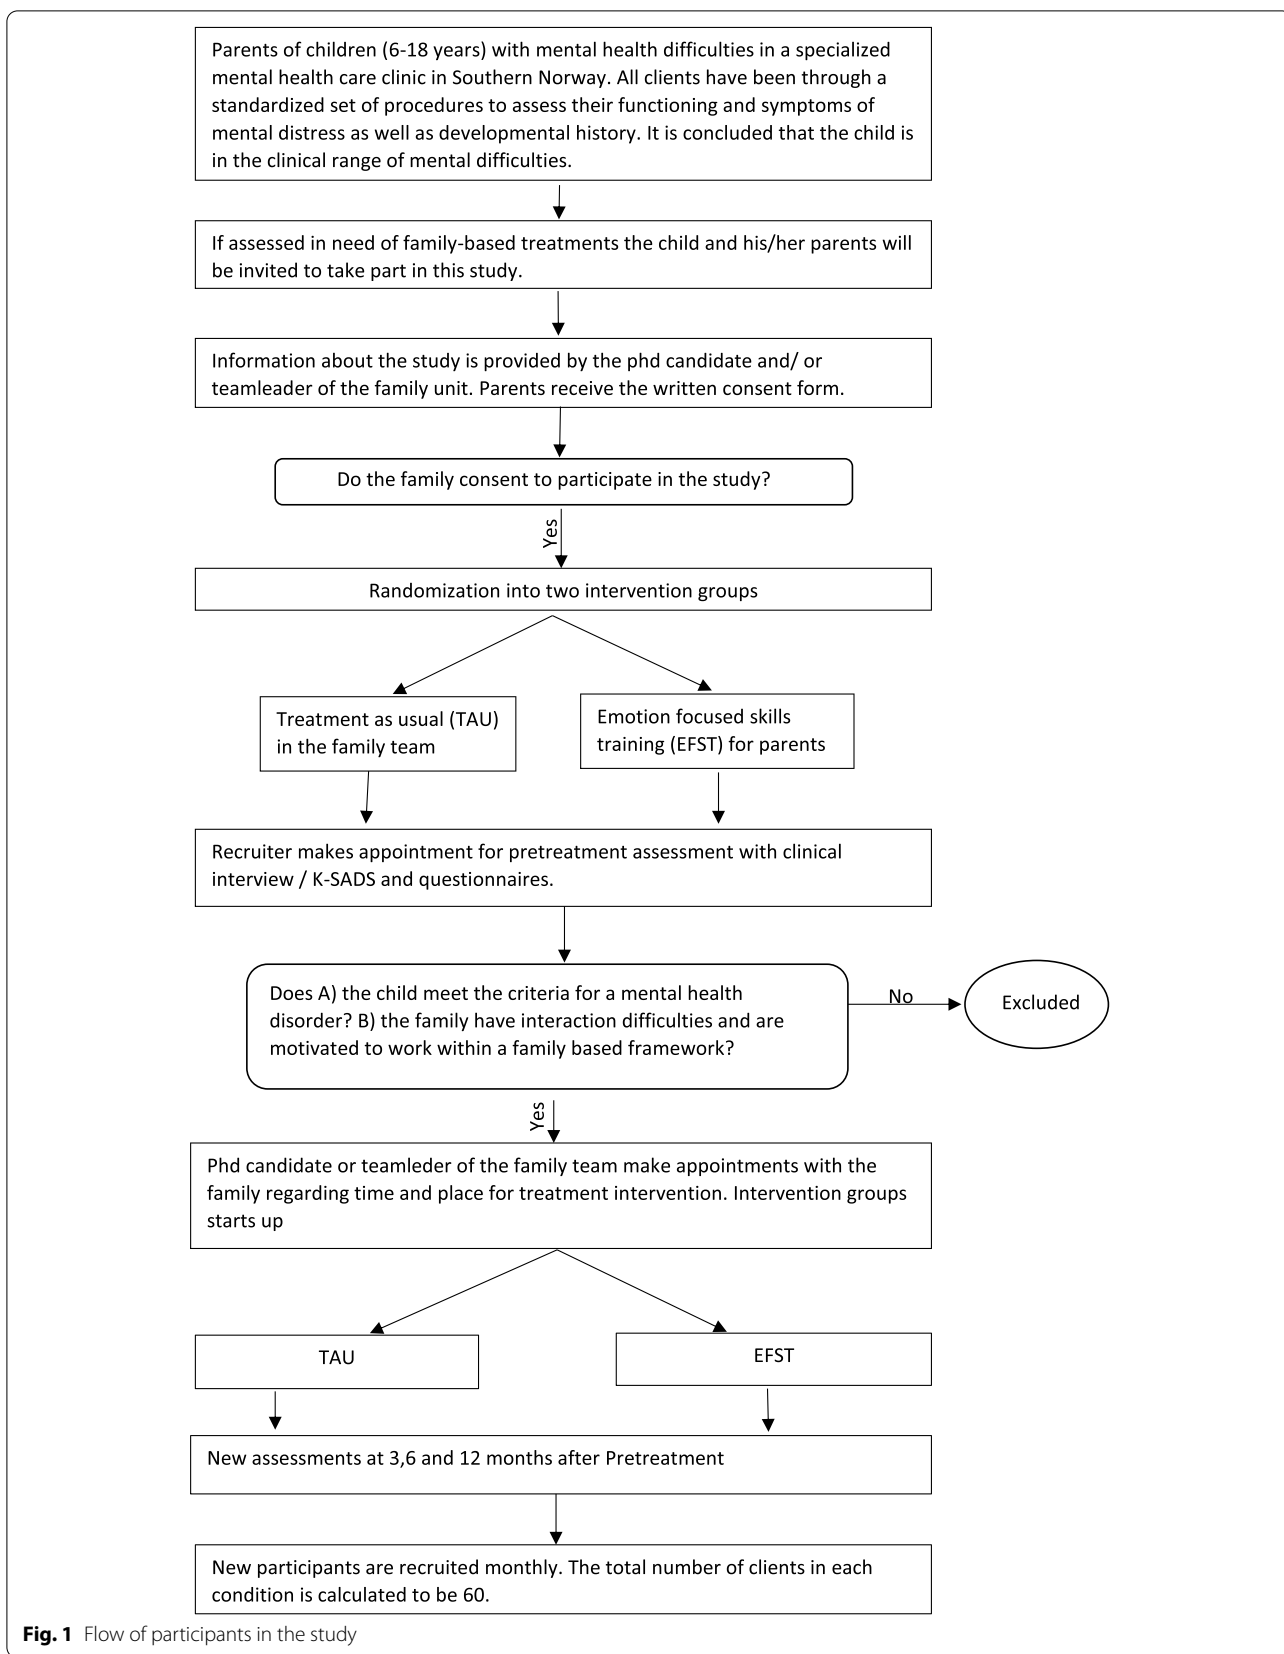 Parents of children (6-18 years) with mental health difficulties in a specialized
mental health care clinic in Southern Norway. All clients have been through a
standardized set of procedures to assess their functioning and symptoms of
mental distress as well as developmental history. It is concluded that the child is
in the clinical range of mental difficulties.
If assessed in need of family-based treatments the child and his/her parents will
be invited to take part in this study.
Information about the study is provided by the phd candidate and/ or
teamleader of the family unit. Parents receive the written consent form.
Do the family consent to participate in the study?
Yes
Randomization into two intervention groups
Treatment as usual (TAU)
in the family team
Emotion focused skills
training (EFST) for parents
Recruiter makes appointment for pretreatment assessment with clinical
interview / K-SADS and questionnaires.
Does A) the child meet the criteria for a mental health
disorder? B) the family have interaction difficulties and are
motivated to work within a family based framework?
No
Excluded
Yes
Phd candidate or teamleder of the family team make appointments with the
family regarding time and place for treatment intervention. Intervention groups
starts up
TAU
EFST
New assessments at 3,6 and 12 months after Pretreatment
New participants are recruited monthly. The total number of clients in each
condition is calculated to be 60.
Fig. 1 Flow of participants in the study